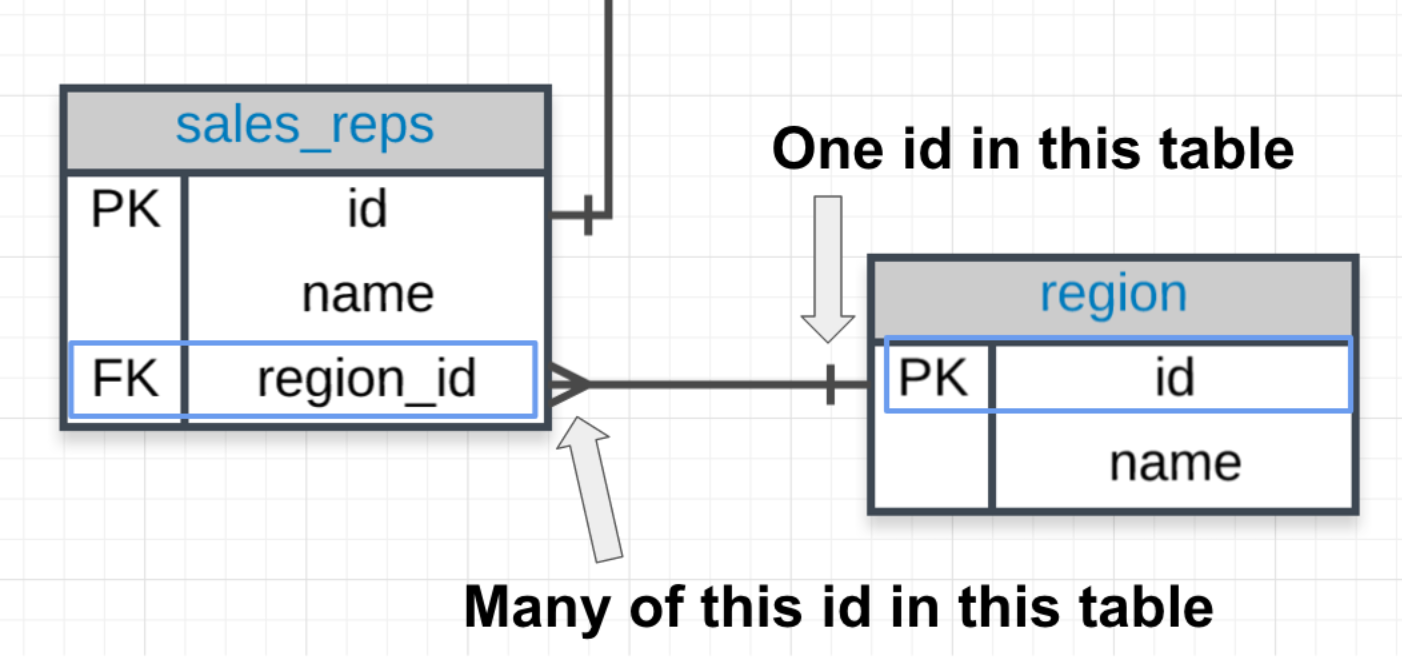 sales_reps
PK id
name
FK region_id
One id in this table
region
PK id
name
Many of this id in this table